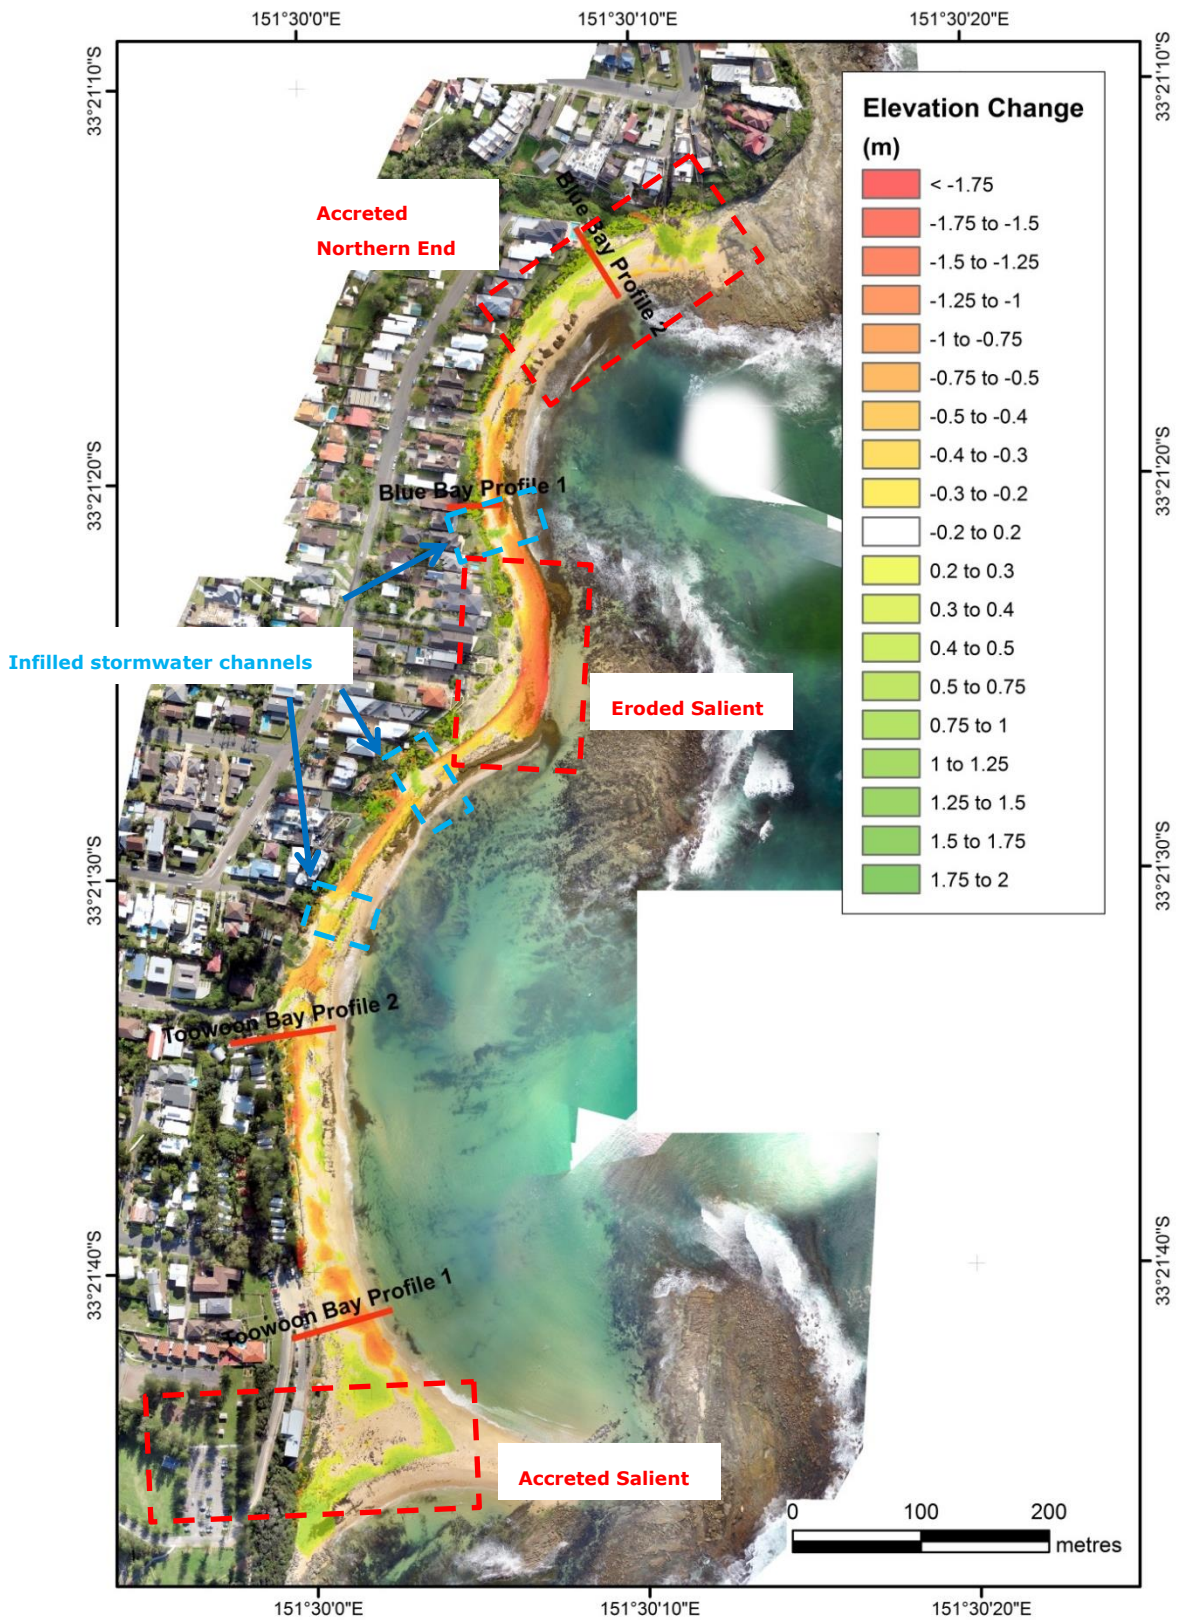 151°30'0"E
151°30'10"E
151°30'20"E
33°21'10"S
33°21'10"S
Elevation Change
(m)
< -1.75
-1.75 to -1.5
-1.5 to -1.25
-1.25 to -1
-1 to -0.75
-0.75 to -0.5
-0.5 to -0.4
-0.4 to -0.3
-0.3 to -0.2
-0.2 to 0.2
0.2 to 0.3
0.3 to 0.4
0.4 to 0.5
0.5 to 0.75
0.75 to 1
1 to 1.25
1.25 to 1.5
1.5 to 1.75
1.75 to 2
Accreted
Northern End
Blue Bay Profile 2
33°21'20"S
33°21'20"S
Blue Bay Profile 1
Infilled stormwater channels
Eroded Salient
33°21'30"S
33°21'30"S
Toowoon Bay Profile 2
33°21'40"S
33°21'40"S
Toowoon Bay Profile 1
Accreted Salient
0
100
200
metres
151°30'0"E
151°30'10"E
151°30'20"E